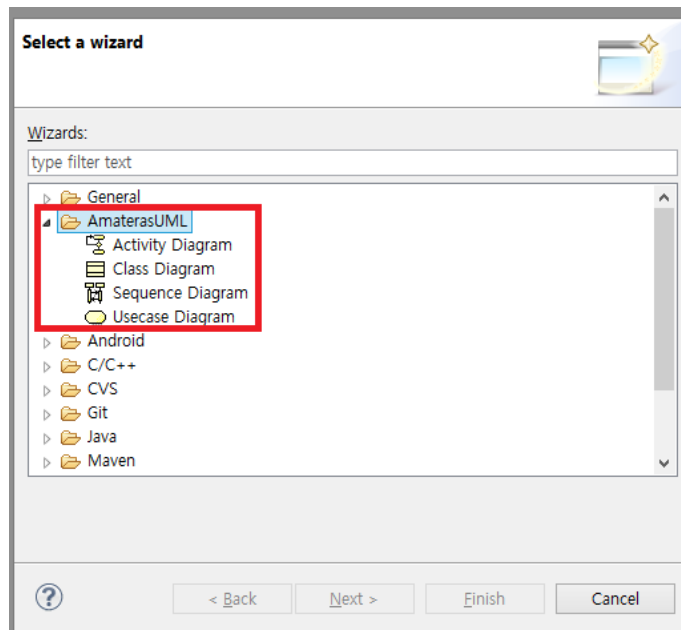 Select a wizard
Wizards:
type filter text
General
AmaterasUML
Activity Diagram
Class Diagram
Sequence Diagram
Usecase Diagram
Android
C/C++
CVS
Git
Java
Maven
?
< Back
Next >
Finish
Cancel